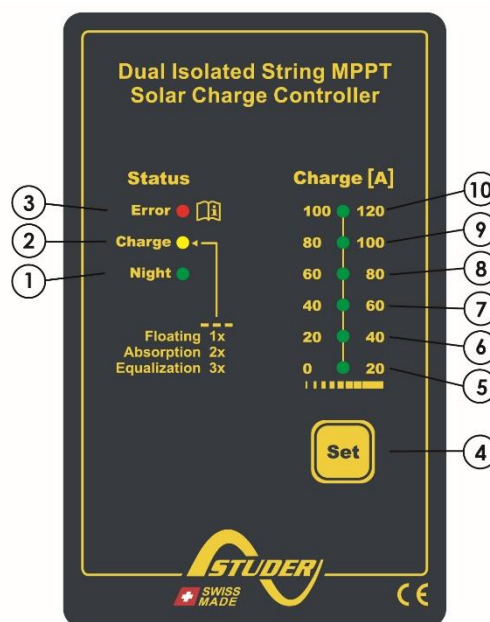 Dual Isolated String MPPT
Solar Charge Controller
Status
3 Error
2 Charge
1 Night
Floating 1x
Absorption 2x
Equalization 3x
Charge [A]
100 120 10
80 100 9
60 80 8
40 60 7
20 40 6
0 20 5
Set 4
STUDER
SWISS
MADE
CE